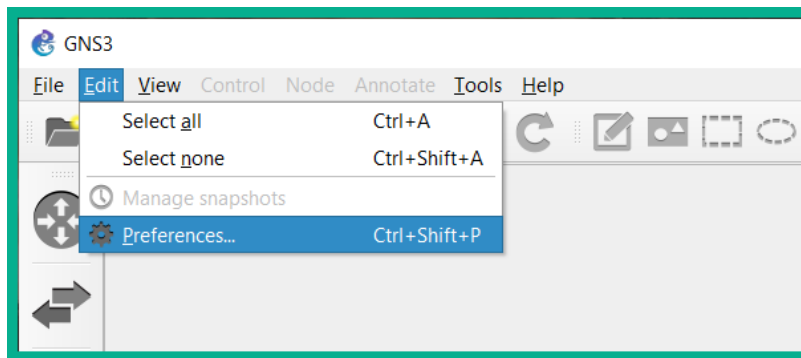 GNS3
File Edit View Control Node Annotate Tools Help
Select all Ctrl+A
Select none Ctrl+Shift+A
Manage snapshots
Preferences... Ctrl+Shift+P